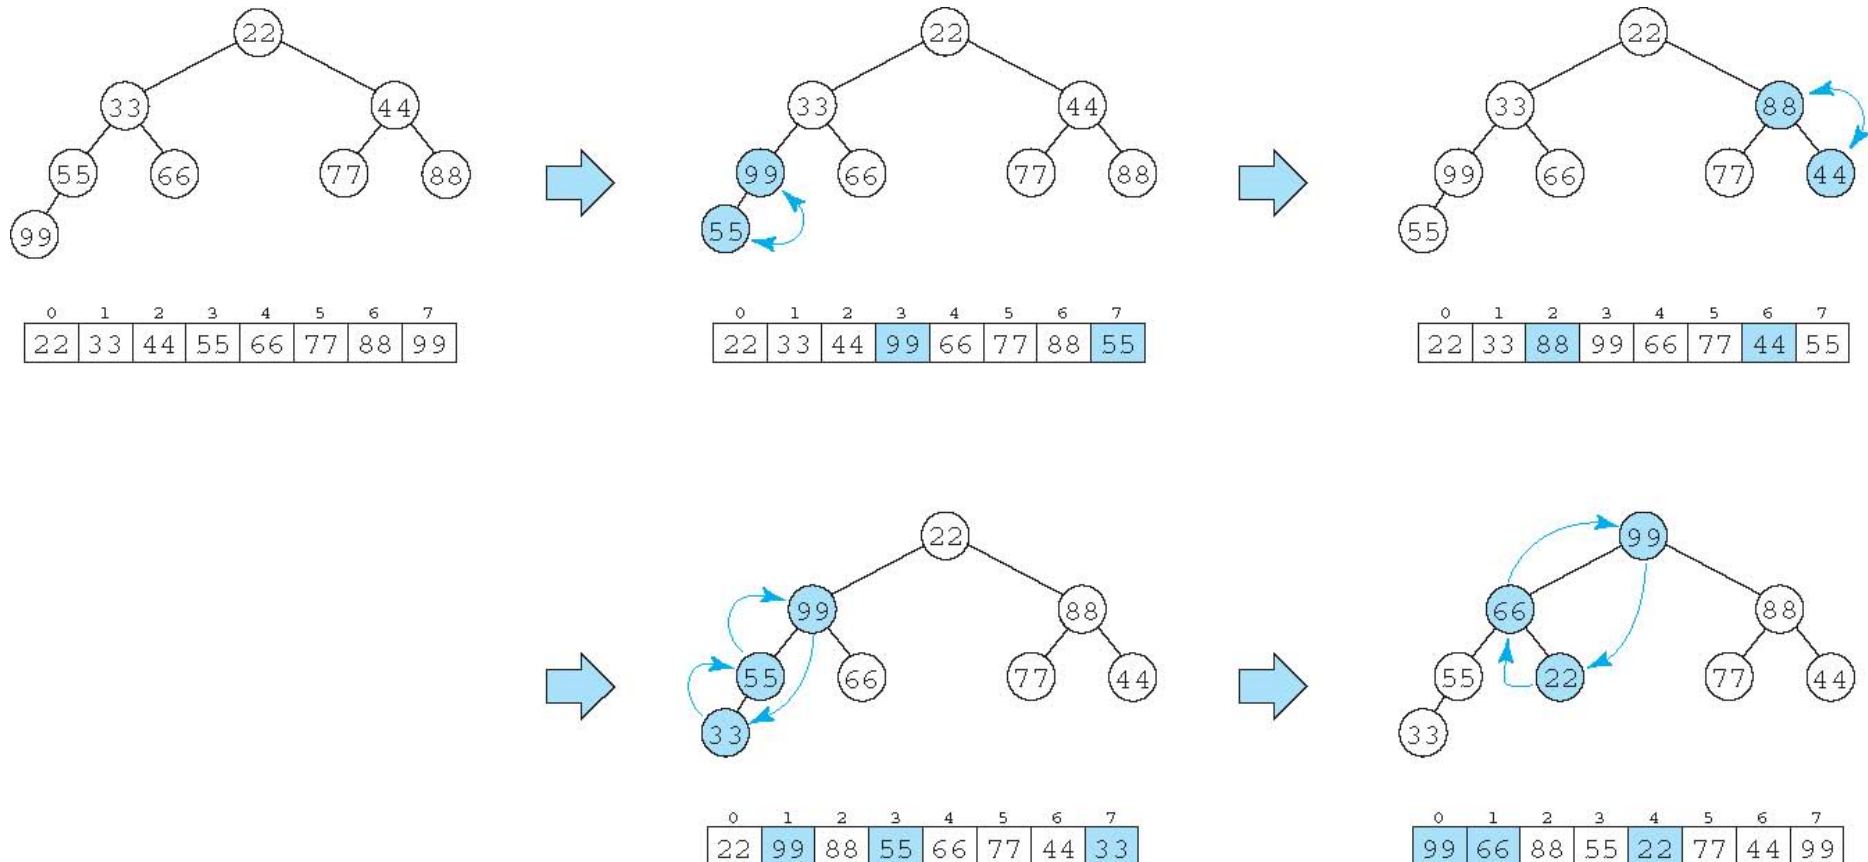 22
33 44
55 66 77 88
99
0 1 2 3 4 5 6 7
22 33 44 55 66 77 88 99
22
33 44
99 66 77 88
55
0 1 2 3 4 5 6 7
22 33 44 99 66 77 88 55
22
33 88
99 66 77 44
55
0 1 2 3 4 5 6 7
22 33 88 99 66 77 44 55
22
99 88
55 66 77 44
33
0 1 2 3 4 5 6 7
22 99 88 55 66 77 44 33
99
66 88
55 22 77 44
33
0 1 2 3 4 5 6 7
99 66 88 55 22 77 44 99